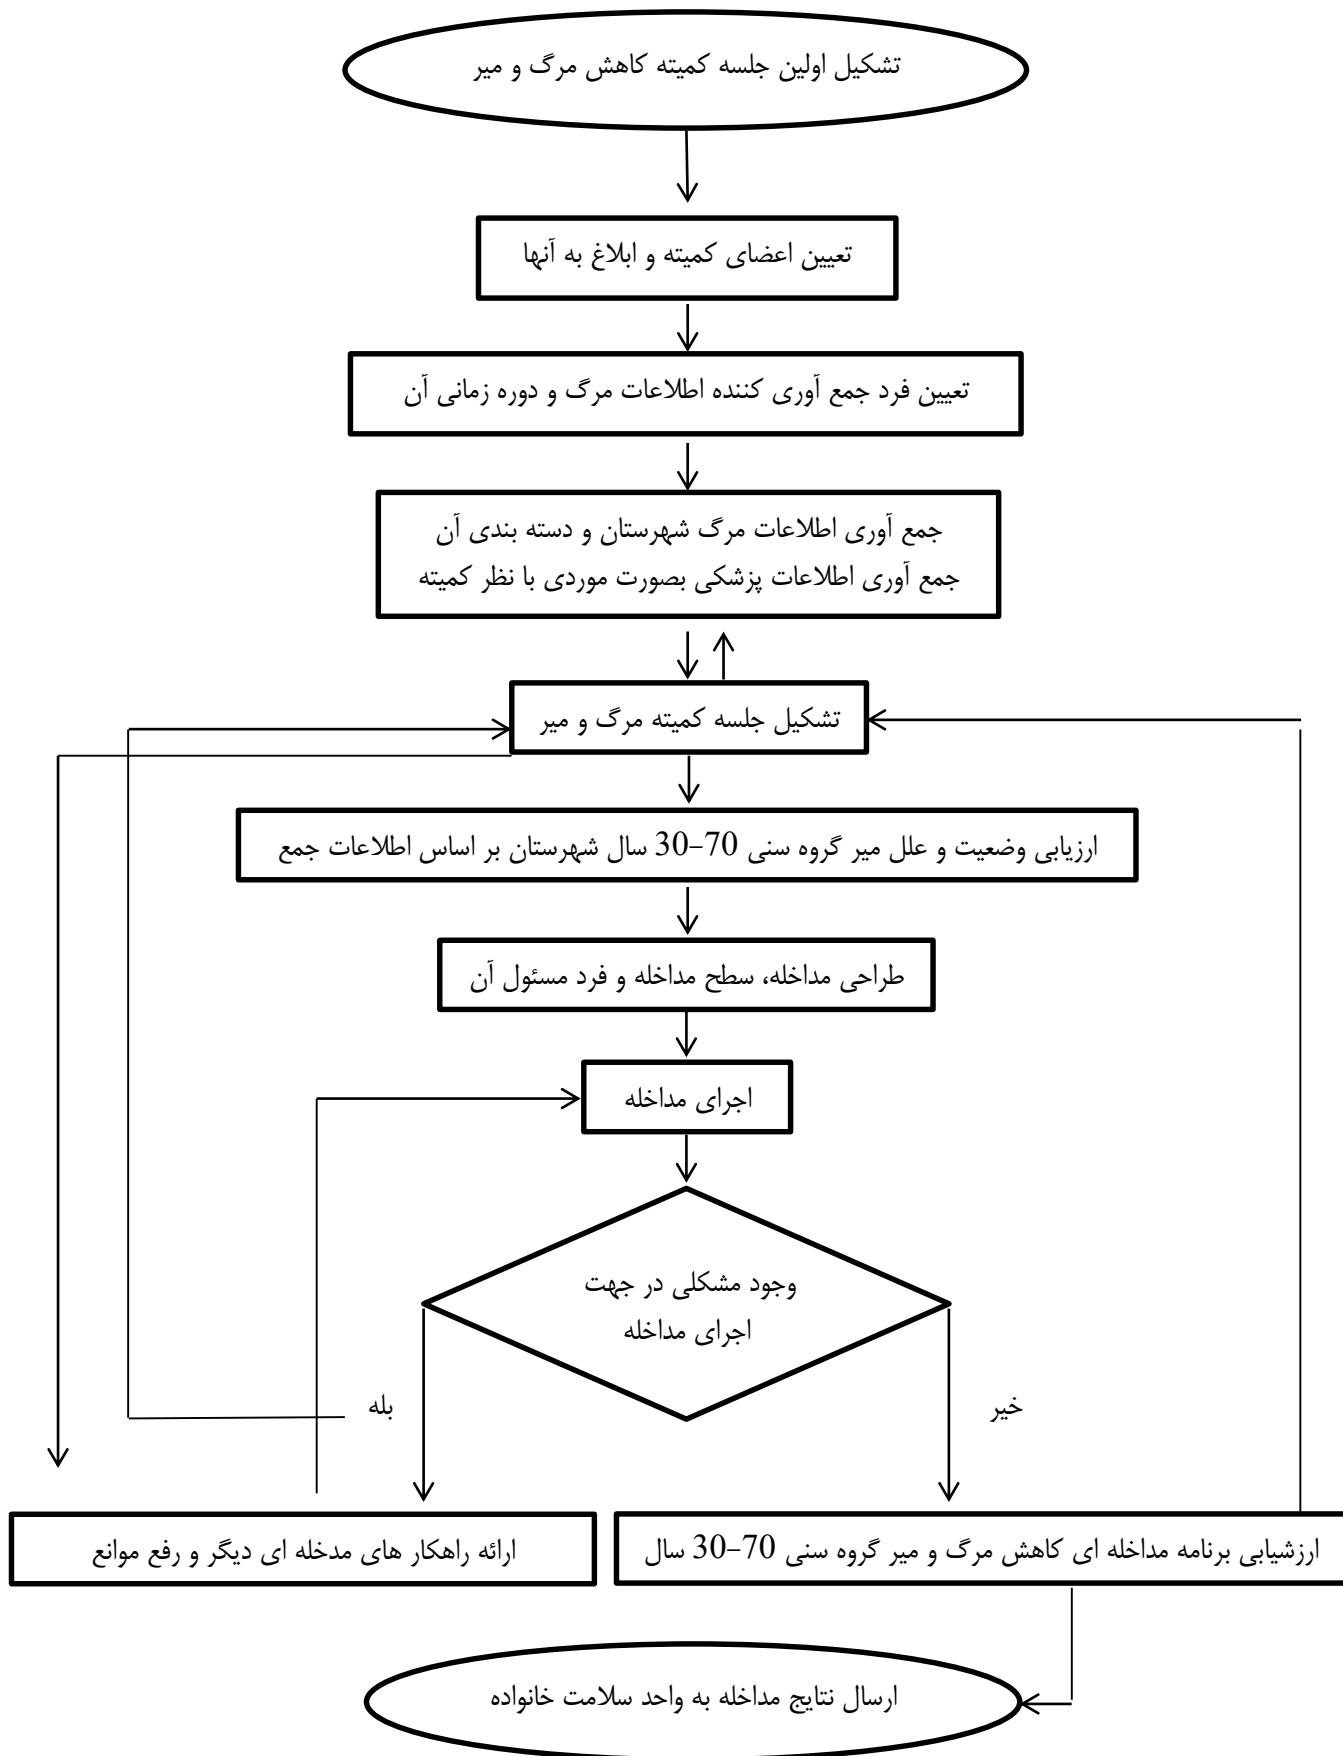 تشکیل اولین جلسه کمیته کاهش مرگ و میر
تعیین اعضای کمیته و ابلاغ به آنها
تعیین فرد جمع آوری کننده اطلاعات مرگ و دوره زمانی آن
جمع آوری اطلاعات مرگ شهرستان و دسته بندی آن
جمع آوری اطلاعات پزشکی بصورت موردی با نظر کمیته
تشکیل جلسه کمیته مرگ و میر
ارزیابی وضعیت و علل میر گروه سنی 70-30 سال شهرستان بر اساس اطلاعات جمع
طراحی مداخله، سطح مداخله و فرد مسئول آن
اجرای مداخله
وجود مشکلی در جهت
اجرای مداخله
خیر
بله
ارزشیابی برنامه مداخله ای کاهش مرگ و میر گروه سنی 70-30 سال
ارائه راهکار های مدخله ای دیگر و رفع موانع
ارسال نتایج مداخله به واحد سلامت خانواده